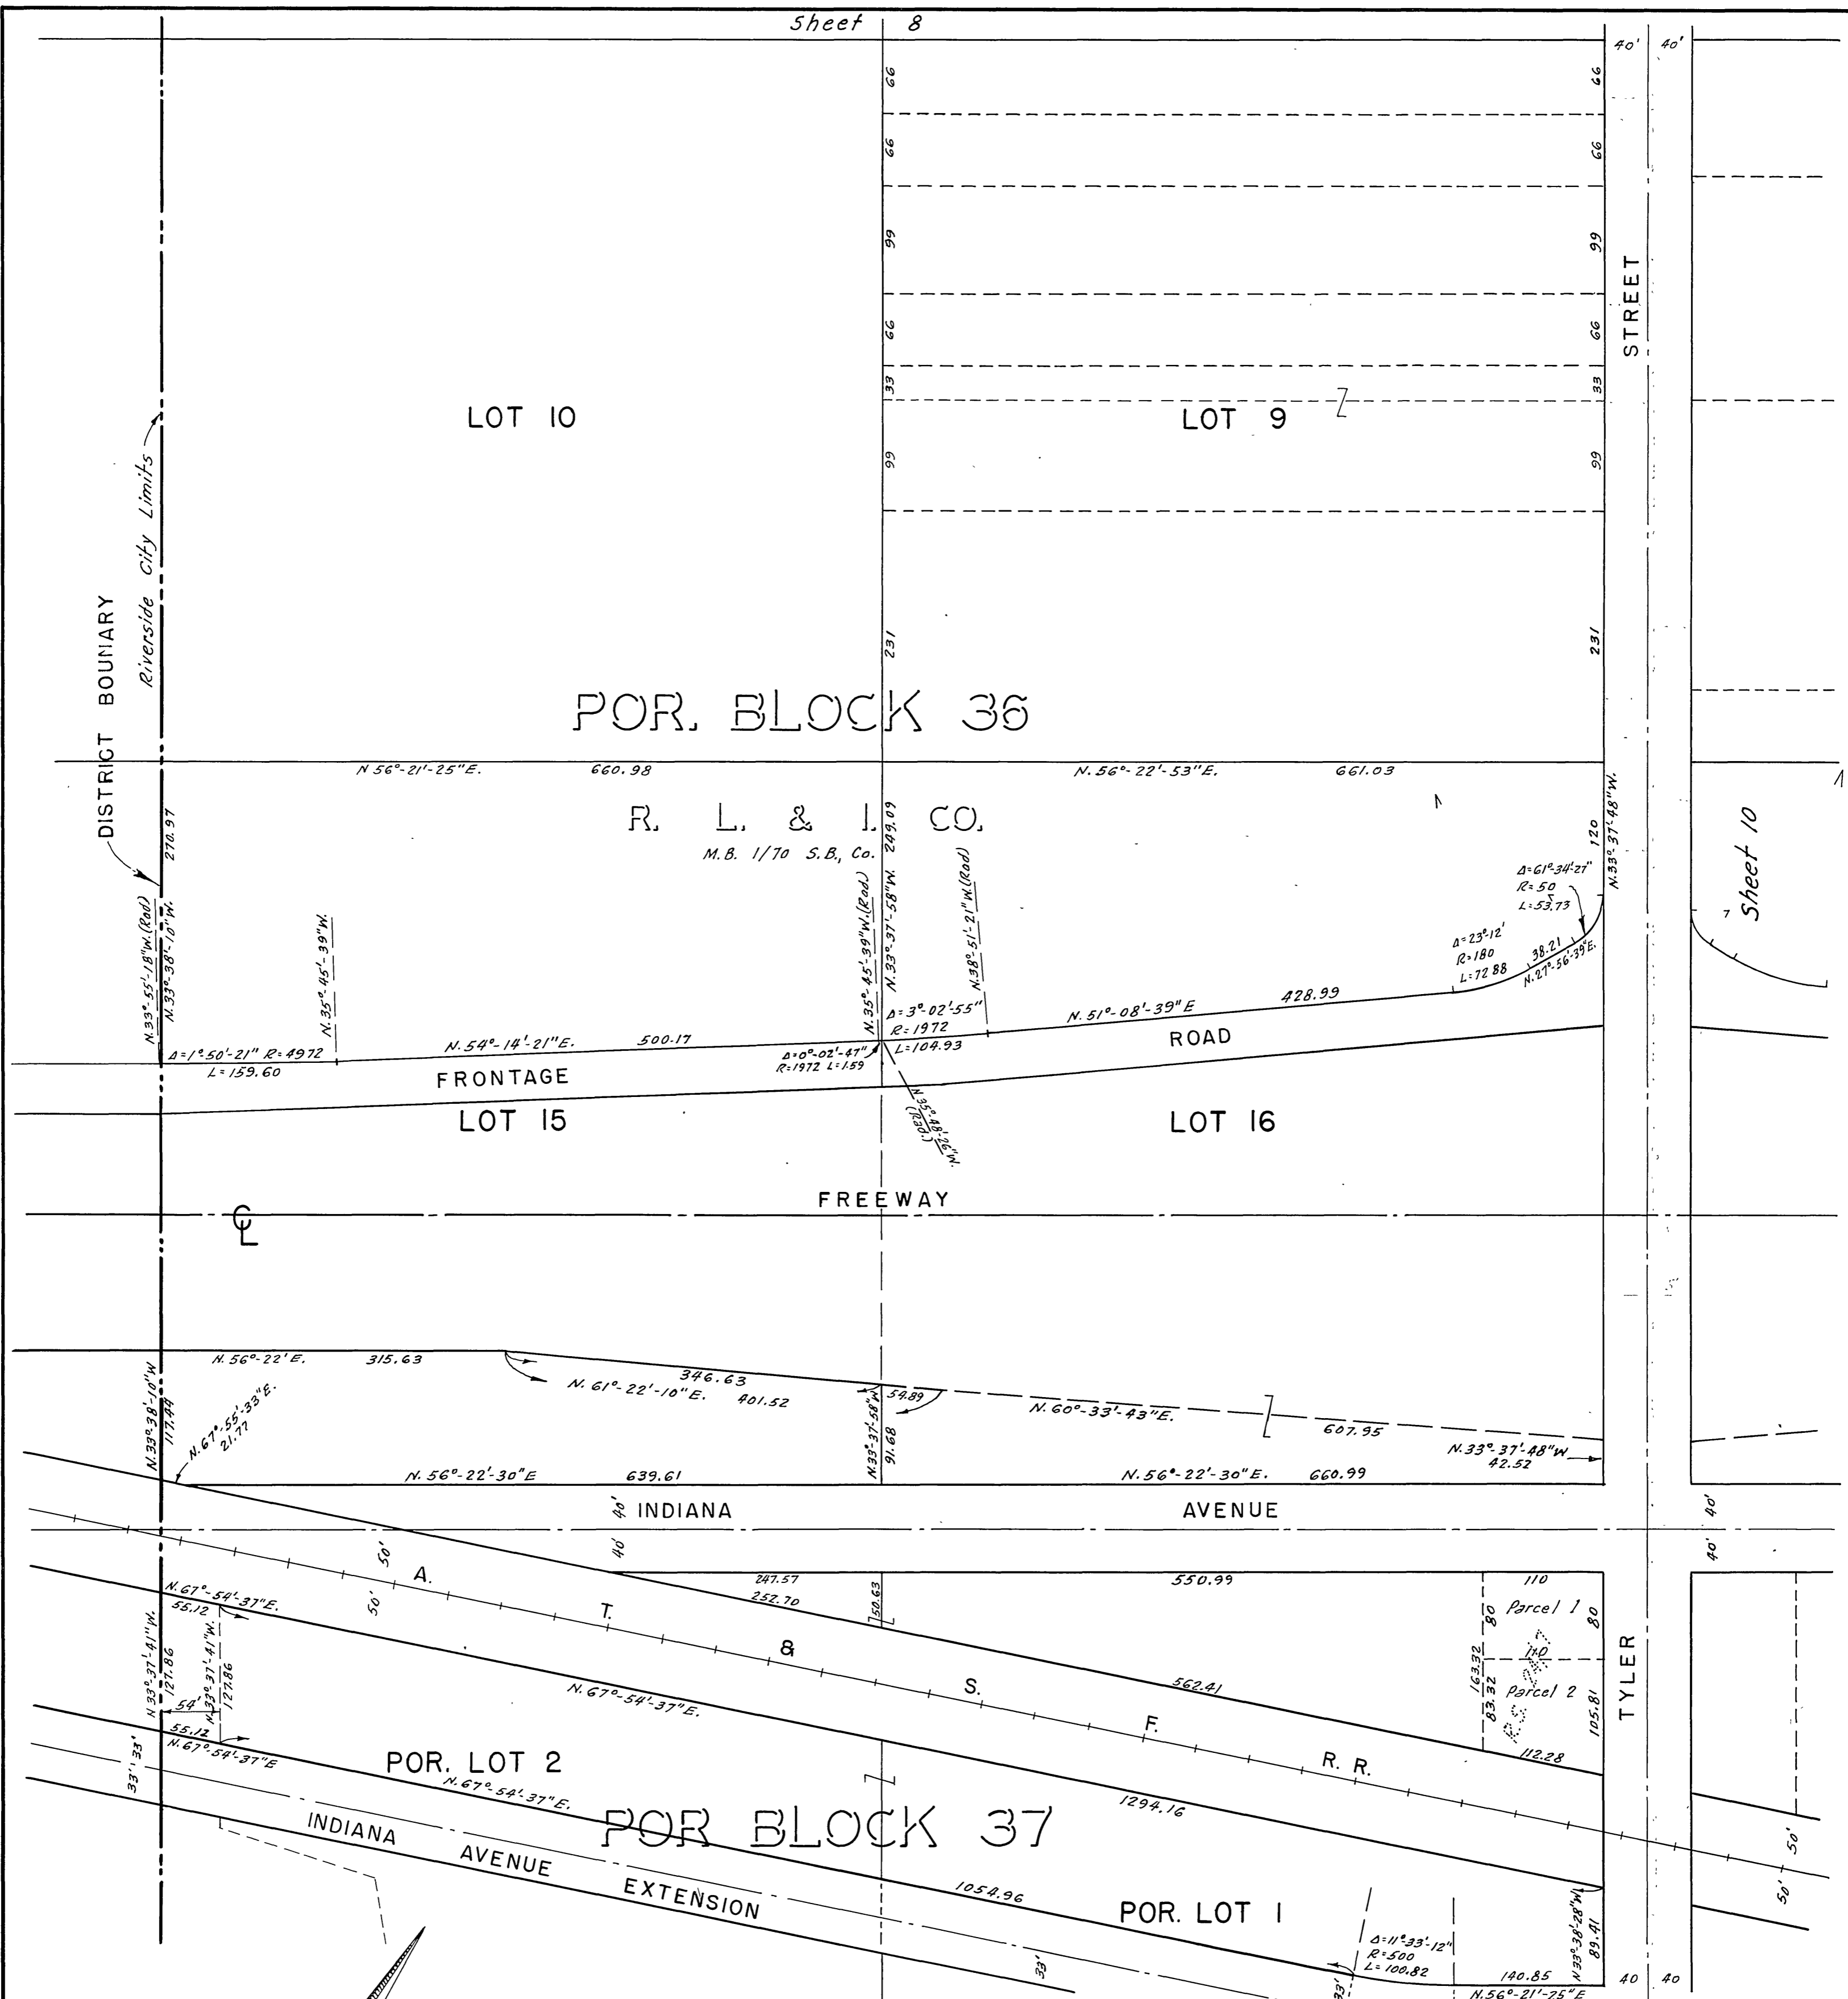 Sheet 8
40' 40'
66 66
66 66
99 99
66 66
33 33
99 99
231 231
STREET
LOT 10
LOT 9
Riverside City Limits
DISTRICT BOUNARY
POR. BLOCK 36
N 56°-21'-25"E. 660.98
N.56°-22'-53"E. 661.03
R. L. & I. CO.
M.B. 1/70 S.B., Co.
270.97
N.33°-55'-18"W.(Rad)
N.33°-38'-10"W.
N.35°-45'-39"W.
N.35°-45'-39"W.(Rad)
N.33°-37'-58"W. 249.09
N.38°-51'-21"W.(Rad)
120
N.33°-37'-48"W.
Sheet 10
Δ=61°-34'-27"
R=50
L=53.73
Δ=23°-12'
R=180
L=72 88
38.21
N.27°-56'-39"E.
Δ=1°-50'-21" R=4972
L=159.60
N.54°-14'-21"E. 500.17
Δ=0°-02'-47"
R=1972 L=1.59
Δ=3°-02'-55"
R=1972
L=104.93
N.51°-08'-39"E 428.99
FRONTAGE
ROAD
N.35°-48'-26"W.
(Rad.)
LOT 15
LOT 16
FREEWAY
CL
N.56°-22'E. 315.63
346.63
N.61°-22'-10"E. 401.52
54.89
N.60°-33'-43"E.
607.95
N.33°-38'-10"W
117.44
N.67°-55'-33"E.
21.77
N.33°-37'-58"W
91.68
N.33°-37'-48"W
42.52
N.56°-22'-30"E 639.61
N.56°-22'-30"E. 660.99
40' INDIANA AVENUE 40'
40' 40'
50'
50'
A. T. & S. F. R. R.
247.57
252.70
50.63
550.99
110
Parcel 1
80 80
110
163.32
83.32
Parcel 2
105.81
112.28
562.41
TYLER
N.67°-54'-37"E.
55.12
N 33°-37'-41"W.
127.86
N.33°-37'-41"W.
127.86
54'
55.12
N.67°-54'-37"E
N.67°-54'-37"E.
1294.16
33' 33'
POR. LOT 2
N.67°-54'-37"E.
POR BLOCK 37
INDIANA AVENUE EXTENSION
1054.96
POR. LOT 1
33'
33'
Δ=11°-33'-12"
R=500
L=100.82
N 33°-38'-28"W
89.41
140.85
N.56°-21'-25"E
40 40
50'
50'